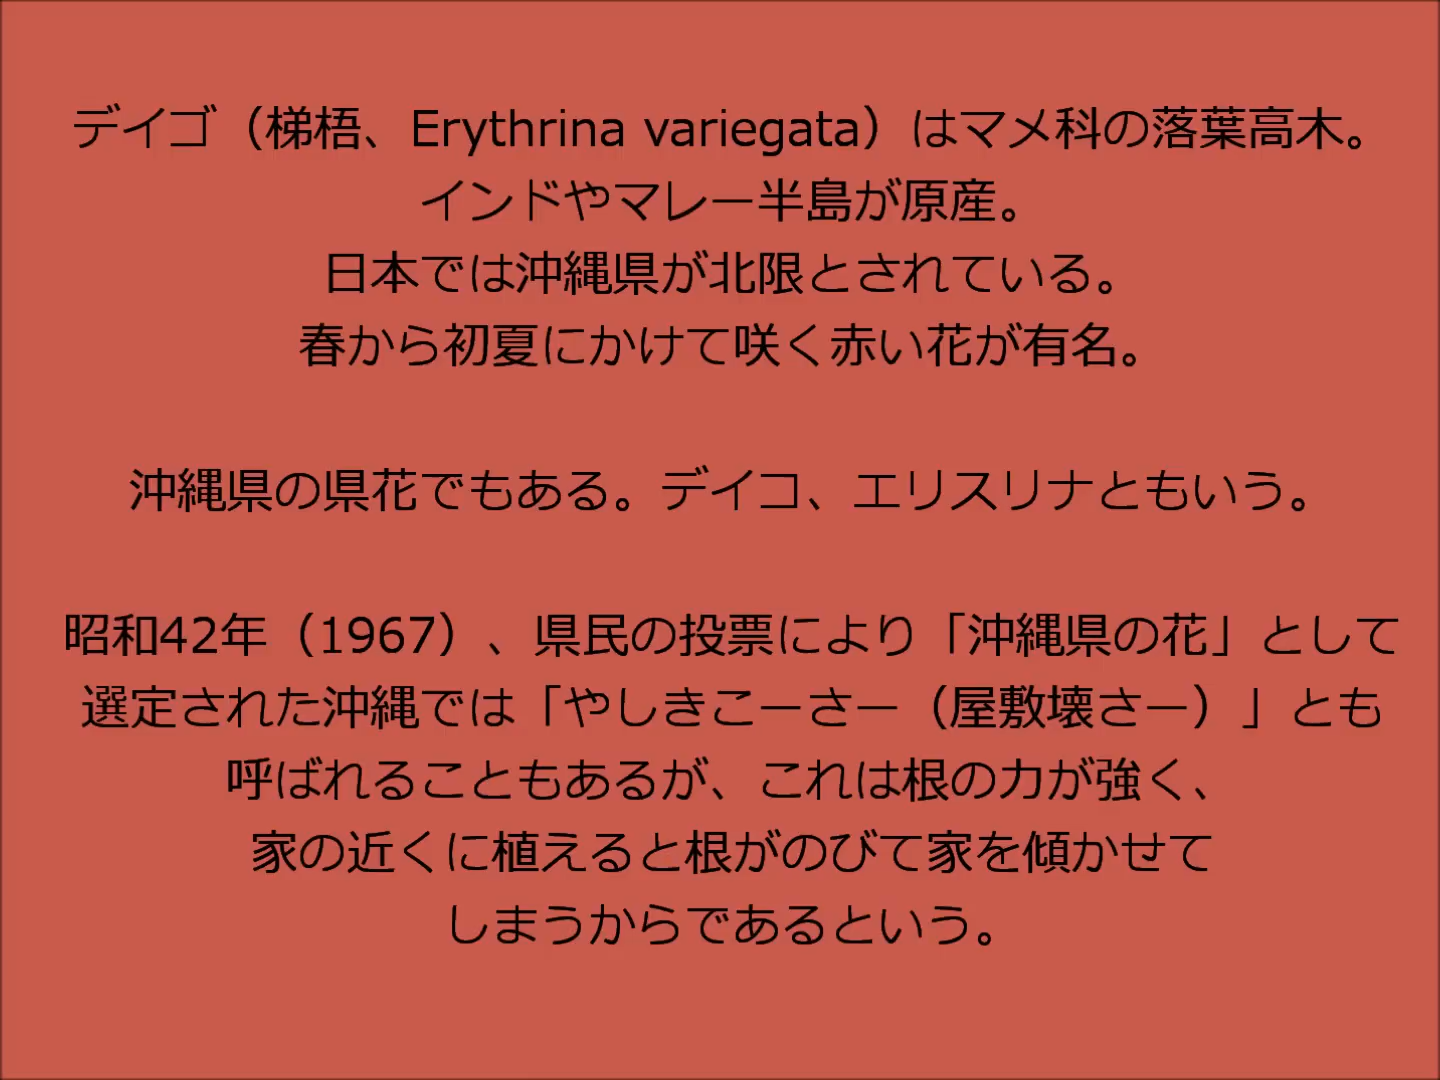 デイゴ（梯梧、Erythrina variegata）はマメ科の落葉高木。
インドやマレー半島が原産。
日本では沖縄県が北限とされている。
春から初夏にかけて咲く赤い花が有名。
沖縄県の県花でもある。デイコ、エリスリナともいう。
昭和42年（1967）、県民の投票により「沖縄県の花」として
選定された沖縄では「やしきこーさー（屋敷壊さー）」とも
呼ばれることもあるが、これは根の力が強く、
家の近くに植えると根がのびて家を傾かせて
しまうからであるという。